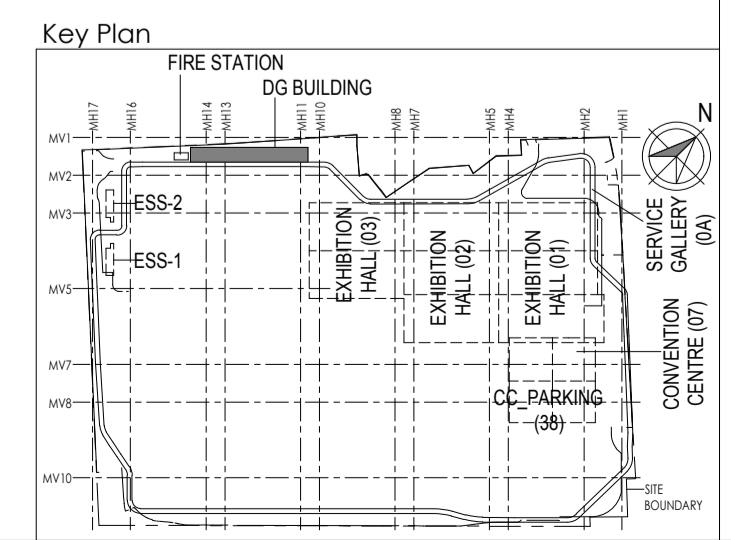 Key Plan
FIRE STATION
DG BUILDING
MH17
MH16
MH14
MH13
MH11
MH10
MH8
MH7
MH5
MH4
MH2
MH1
N
MV1
MV2
MV3
MV5
MV7
MV8
MV10
ESS-2
ESS-1
EXHIBITION
HALL (03)
EXHIBITION
HALL (02)
EXHIBITION
HALL (01)
SERVICE
GALLERY
(0A)
CONVENTION
CENTRE (07)
CC_PARKING
(38)
SITE
BOUNDARY